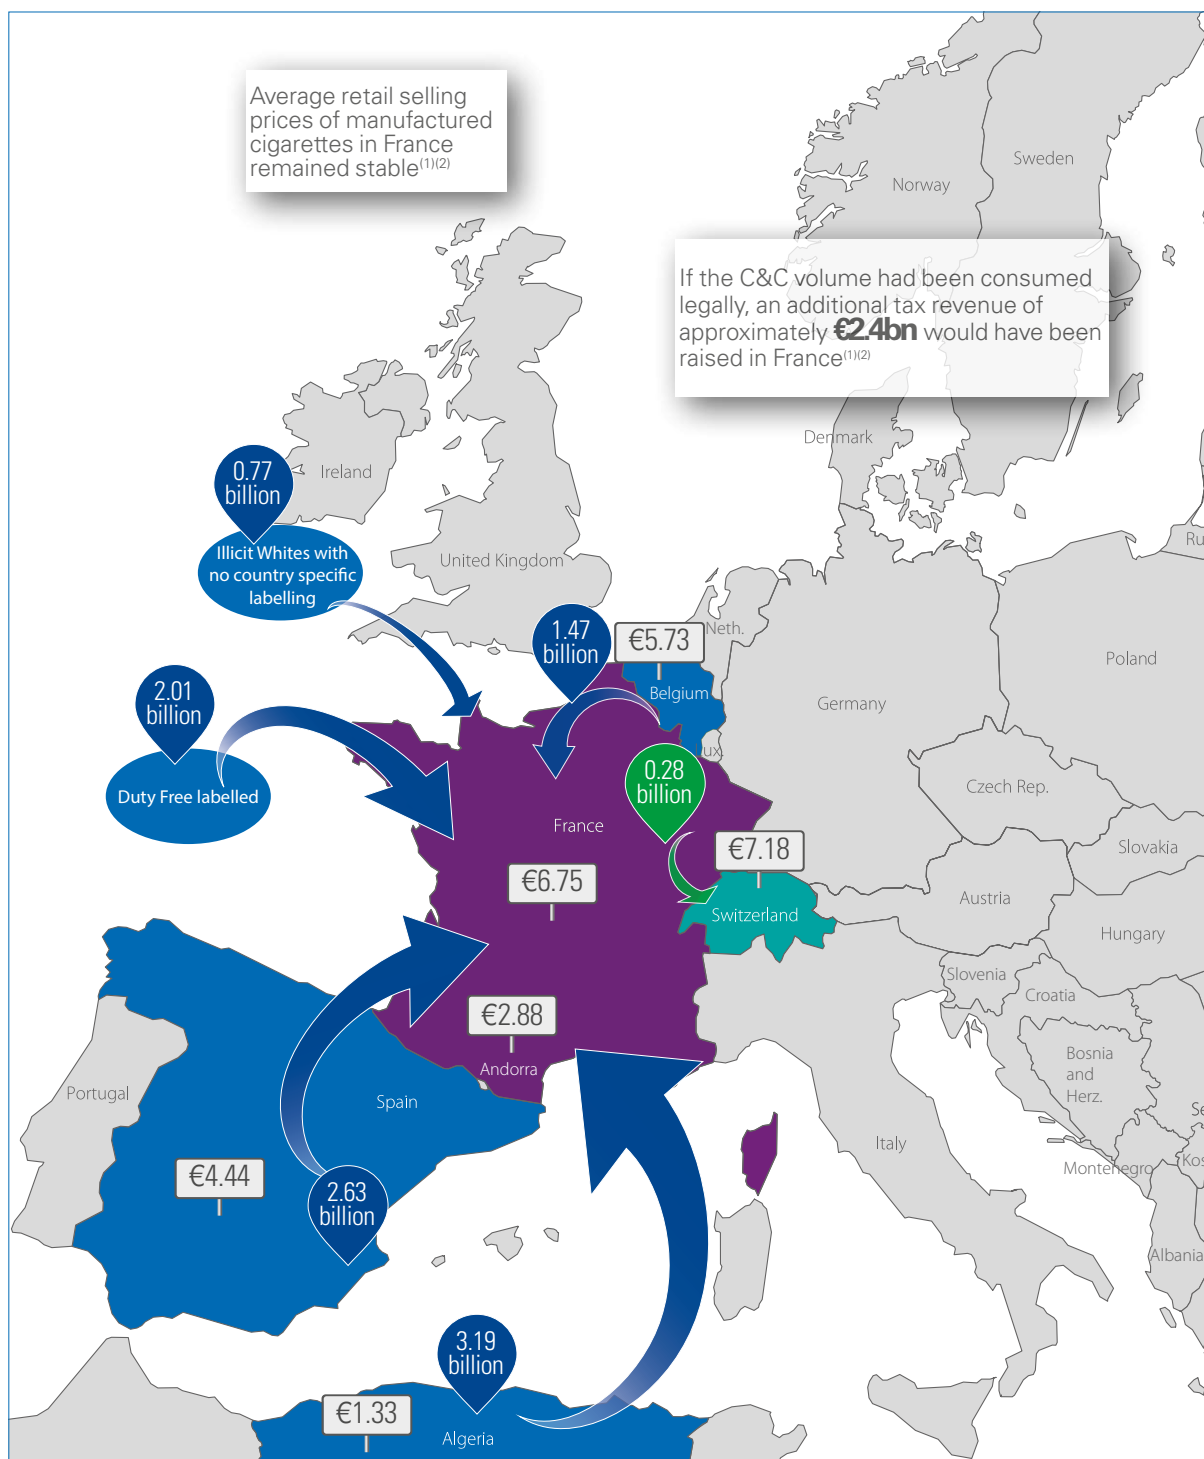 Average retail selling
prices of manufactured
cigarettes in France
remained stable(1)(2)
Sweden
Norway
If the C&C volume had been consumed
legally, an additional tax revenue of
approximately €2.4bn would have been
raised in France(1)(2)
Denmark
0.77
billion
Ireland
Illicit Whites with
no country specific
labelling
United Kingdom
Ru
1.47
billion
€5.73
Neth.
Belgium
Poland
Germany
2.01
billion
Duty Free labelled
Lux.
0.28
billion
Czech Rep.
France
€7.18
Slovakia
€6.75
Switzerland
Austria
Hungary
Slovenia
Croatia
€2.88
Andorra
Bosnia
and
Herz.
Portugal
Spain
Se
Italy
Kos
Montenegro
€4.44
2.63
billion
Albania
3.19
billion
€1.33
Algeria